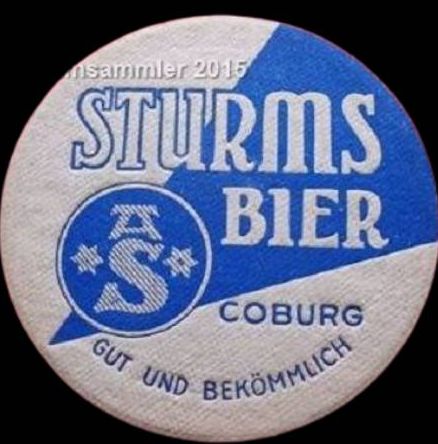 nsammler 2015
STURMS
BIER
A
S
COBURG
GUT UND BEKÖMMLICH